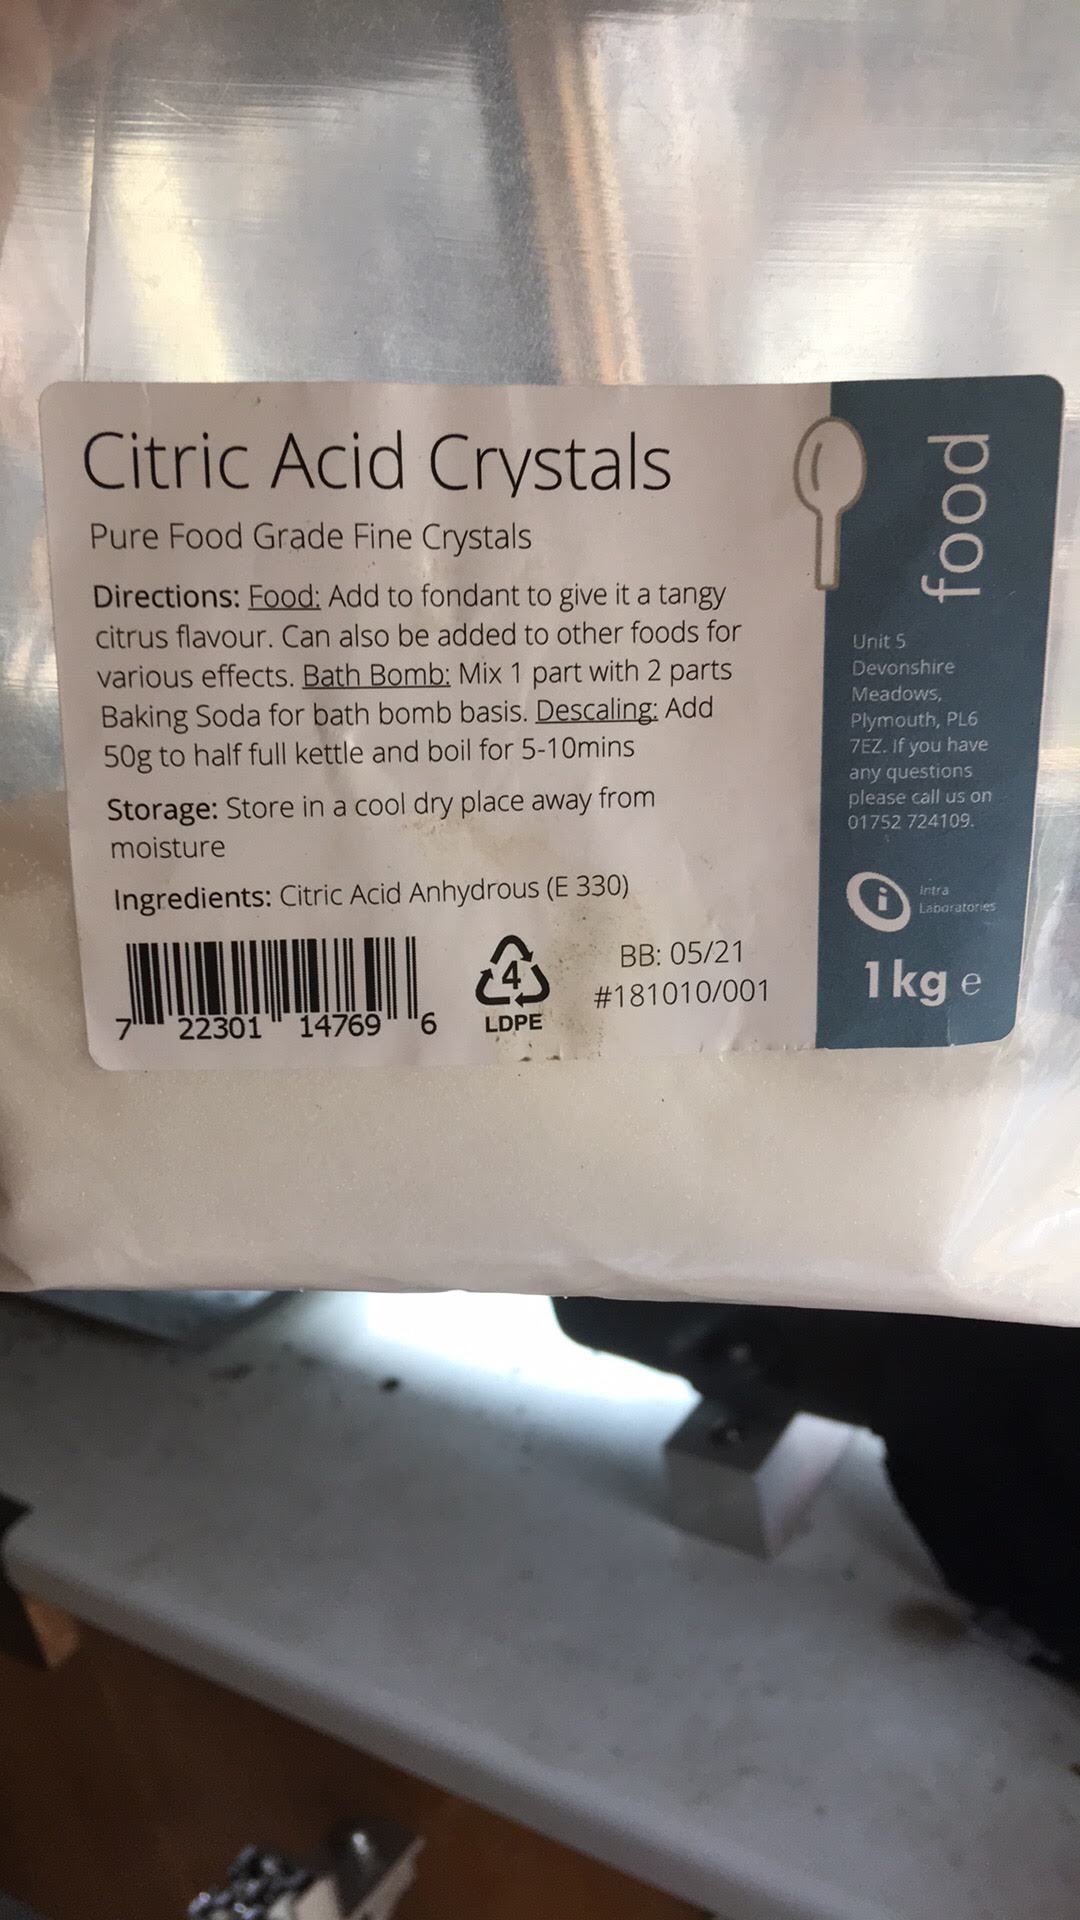 Citric Acid Crystals
Pure Food Grade Fine Crystals
Directions: Food: Add to fondant to give it a tangy
citrus flavour. Can also be added to other foods for
various effects. Bath Bomb: Mix 1 part with 2 parts
Baking Soda for bath bomb basis. Descaling: Add
50g to half full kettle and boil for 5-10mins
Storage: Store in a cool dry place away from
moisture
Ingredients: Citric Acid Anhydrous (E 330)
7 22301 14769 6
4
LDPE
BB: 05/21
#181010/001
food
Unit 5
Devonshire
Meadows,
Plymouth, PL6
7EZ. If you have
any questions
please call us on
01752 724109.
i
Intra
Laboratories
1kg e